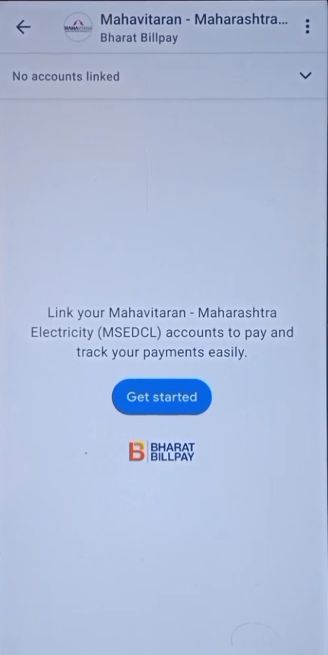 Mahavitaran - Maharashtra...
Bharat Billpay
No accounts linked
Link your Mahavitaran - Maharashtra
Electricity (MSEDCL) accounts to pay and
track your payments easily.
Get started
B BHARAT
BILLPAY